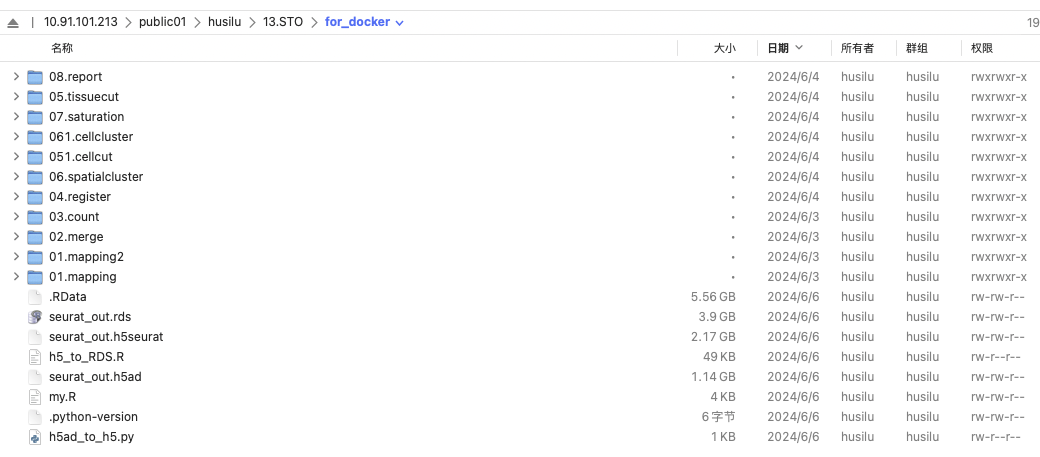 10.91.101.213 > public01 > husilu > 13.STO > for_docker 19
名称 大小 日期 所有者 群组 权限
08.report • 2024/6/4 husilu husilu rwxrwxr-x
05.tissuecut • 2024/6/4 husilu husilu rwxrwxr-x
07.saturation • 2024/6/4 husilu husilu rwxrwxr-x
061.cellcluster • 2024/6/4 husilu husilu rwxrwxr-x
051.cellcut • 2024/6/4 husilu husilu rwxrwxr-x
06.spatialcluster • 2024/6/4 husilu husilu rwxrwxr-x
04.register • 2024/6/4 husilu husilu rwxrwxr-x
03.count • 2024/6/3 husilu husilu rwxrwxr-x
02.merge • 2024/6/3 husilu husilu rwxrwxr-x
01.mapping2 • 2024/6/3 husilu husilu rwxrwxr-x
01.mapping • 2024/6/3 husilu husilu rwxrwxr-x
.RData 5.56 GB 2024/6/6 husilu husilu rw-rw-r--
seurat_out.rds 3.9 GB 2024/6/6 husilu husilu rw-rw-r--
seurat_out.h5seurat 2.17 GB 2024/6/6 husilu husilu rw-rw-r--
h5_to_RDS.R 49 KB 2024/6/6 husilu husilu rw-r--r--
seurat_out.h5ad 1.14 GB 2024/6/6 husilu husilu rw-rw-r--
my.R 4 KB 2024/6/6 husilu husilu rw-rw-r--
.python-version 6 字节 2024/6/6 husilu husilu rw-rw-r--
h5ad_to_h5.py 1 KB 2024/6/6 husilu husilu rw-r--r--